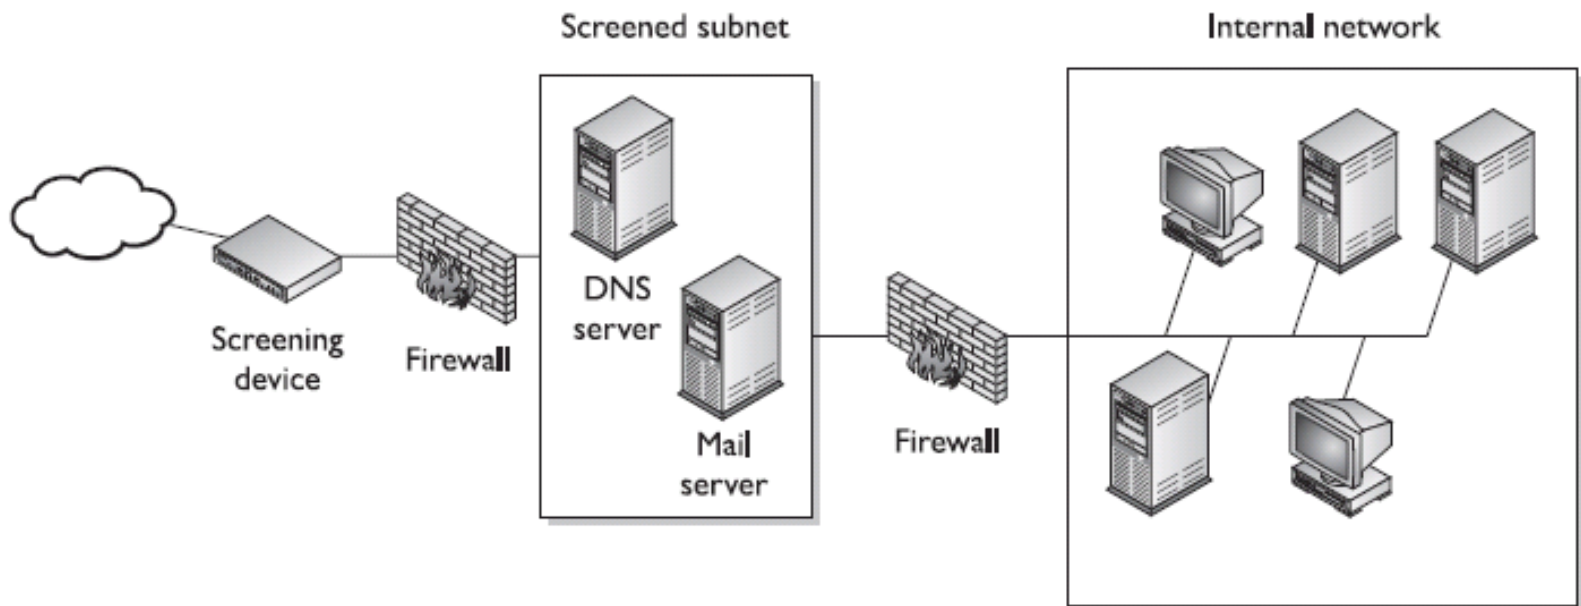 Screened subnet
Internal network
DNS
server
Screening
device
Firewall
Mail
server
Firewall